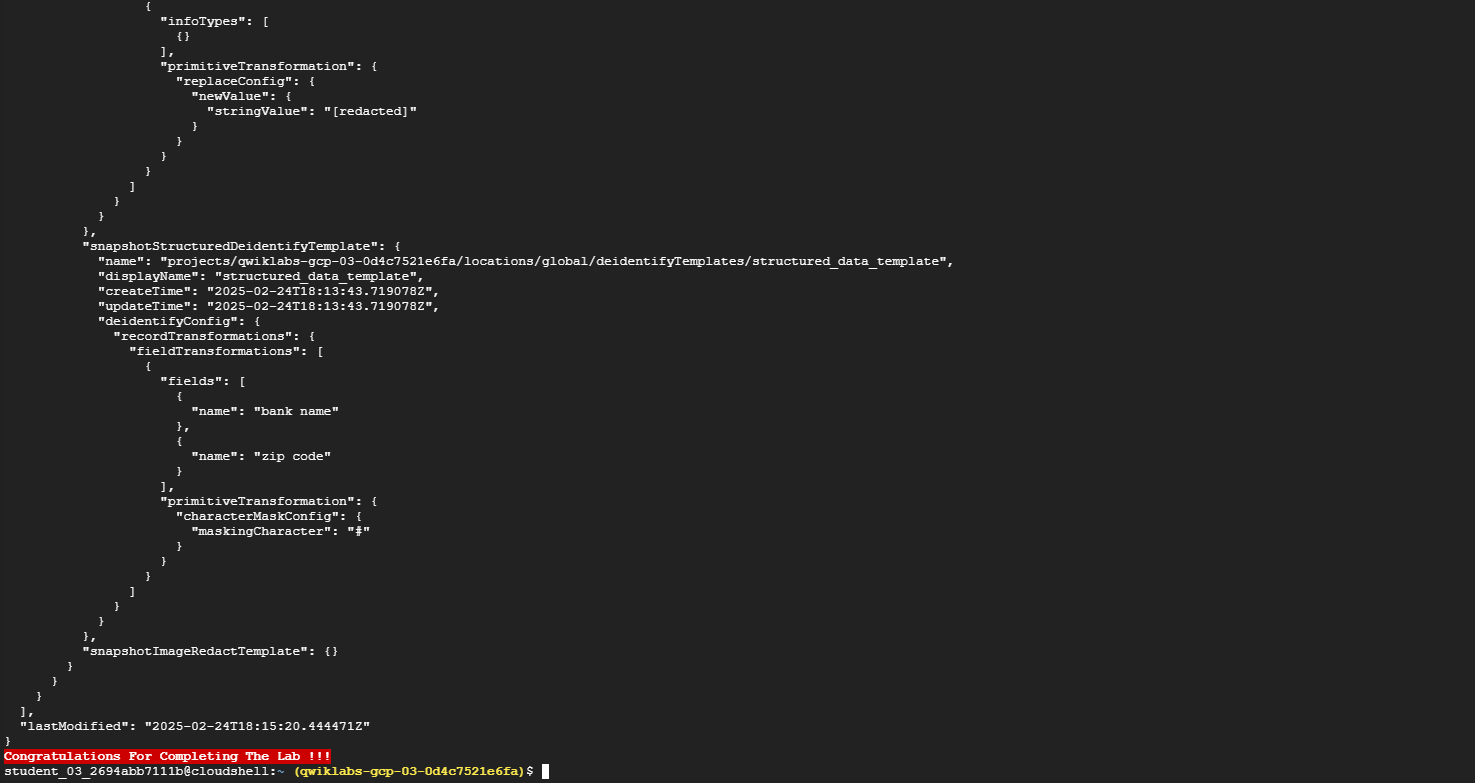 {
"infoTypes": [
{}
],
"primitiveTransformation": {
"replaceConfig": {
"newValue": {
"stringValue": "[redacted]"
}
}
}
}
]
}
}
},
"snapshotStructuredDeidentifyTemplate": {
"name": "projects/qwiklabs-gcp-03-0d4c7521e6fa/locations/global/deidentifyTemplates/structured_data_template",
"displayName": "structured_data_template",
"createTime": "2025-02-24T18:13:43.719078Z",
"updateTime": "2025-02-24T18:13:43.719078Z",
"deidentifyConfig": {
"recordTransformations": {
"fieldTransformations": [
{
"fields": [
{
"name": "bank name"
},
{
"name": "zip code"
}
],
"primitiveTransformation": {
"characterMaskConfig": {
"maskingCharacter": "#"
}
}
}
]
}
}
},
"snapshotImageRedactTemplate": {}
}
}
}
],
"lastModified": "2025-02-24T18:15:20.444471Z"
}
Congratulations For Completing The Lab !!!
student_03_2694abb7111b@cloudshell:~ (qwiklabs-gcp-03-0d4c7521e6fa)$